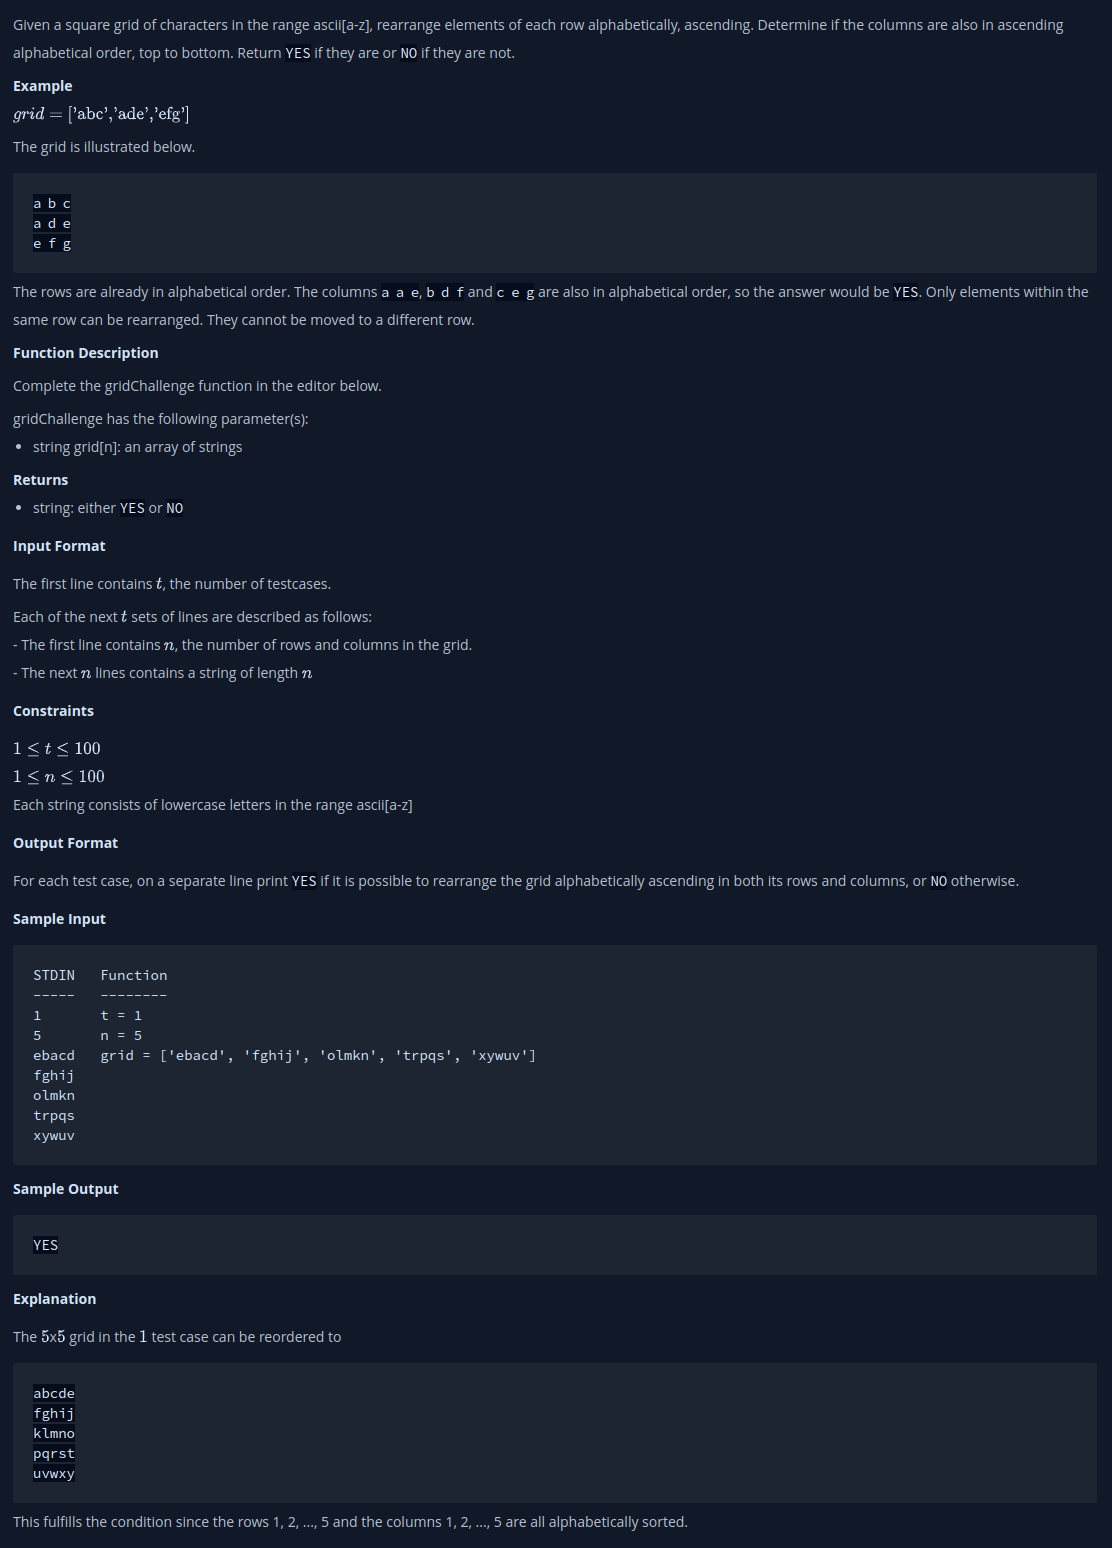 Given a square grid of characters in the range ascii[a-z], rearrange elements of each row alphabetically, ascending. Determine if the columns are also in ascending
alphabetical order, top to bottom. Return YES if they are or NO if they are not.
Example
grid = ['abc','ade','efg']
The grid is illustrated below.
a b c
a d e
e f g
The rows are already in alphabetical order. The columns a a e, b d f and c e g are also in alphabetical order, so the answer would be YES. Only elements within the
same row can be rearranged. They cannot be moved to a different row.
Function Description
Complete the gridChallenge function in the editor below.
gridChallenge has the following parameter(s):
• string grid[n]: an array of strings
Returns
• string: either YES or NO
Input Format
The first line contains t, the number of testcases.
Each of the next t sets of lines are described as follows:
- The first line contains n, the number of rows and columns in the grid.
- The next n lines contains a string of length n
Constraints
1 ≤ t ≤ 100
1 ≤ n ≤ 100
Each string consists of lowercase letters in the range ascii[a-z]
Output Format
For each test case, on a separate line print YES if it is possible to rearrange the grid alphabetically ascending in both its rows and columns, or NO otherwise.
Sample Input
STDIN   Function
-----   --------
1       t = 1
5       n = 5
ebacd   grid = ['ebacd', 'fghij', 'olmkn', 'trpqs', 'xywuv']
fghij
olmkn
trpqs
xywuv
Sample Output
YES
Explanation
The 5x5 grid in the 1 test case can be reordered to
abcde
fghij
klmno
pqrst
uvwxy
This fulfills the condition since the rows 1, 2, ..., 5 and the columns 1, 2, ..., 5 are all alphabetically sorted.